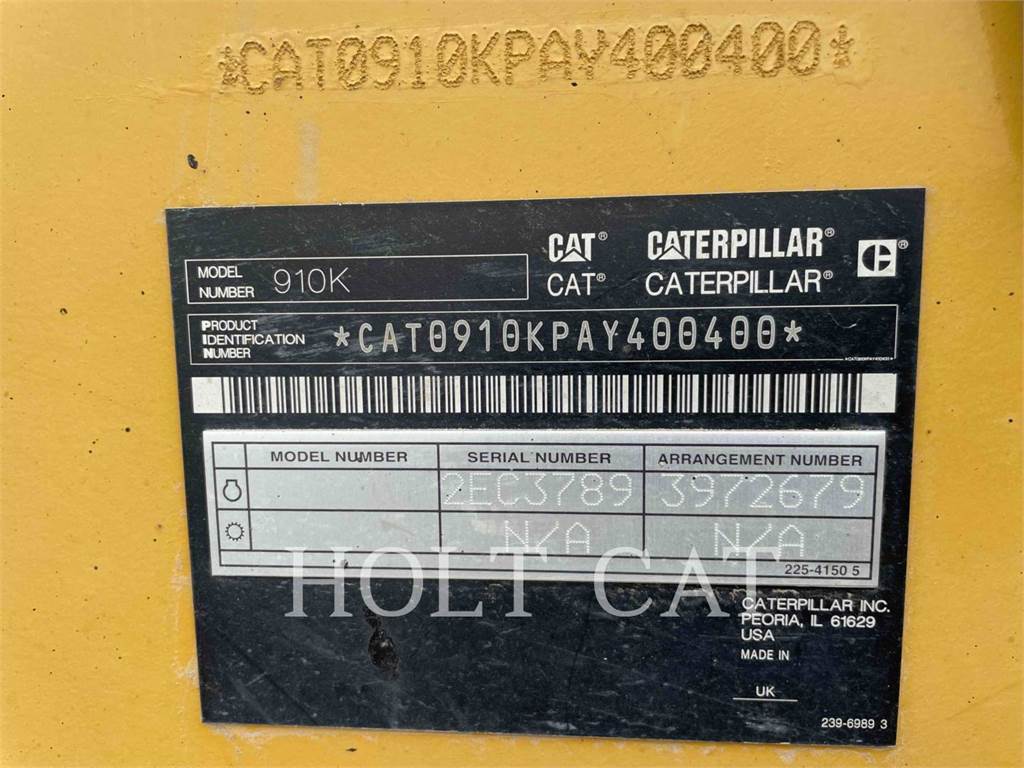 *CAT0910KPAY400400*
CAT® CATERPILLAR®
CAT® CATERPILLAR®
MODEL NUMBER 910K
PRODUCT IDENTIFICATION NUMBER *CAT0910KPAY400400*
*CAT0910KPAY400400*
MODEL NUMBER SERIAL NUMBER ARRANGEMENT NUMBER
2EC3789 3972679
N/A N/A
225-4150 5
HOLT CAT
CATERPILLAR INC.
PEORIA, IL 61629
USA
MADE IN
UK
239-6989 3